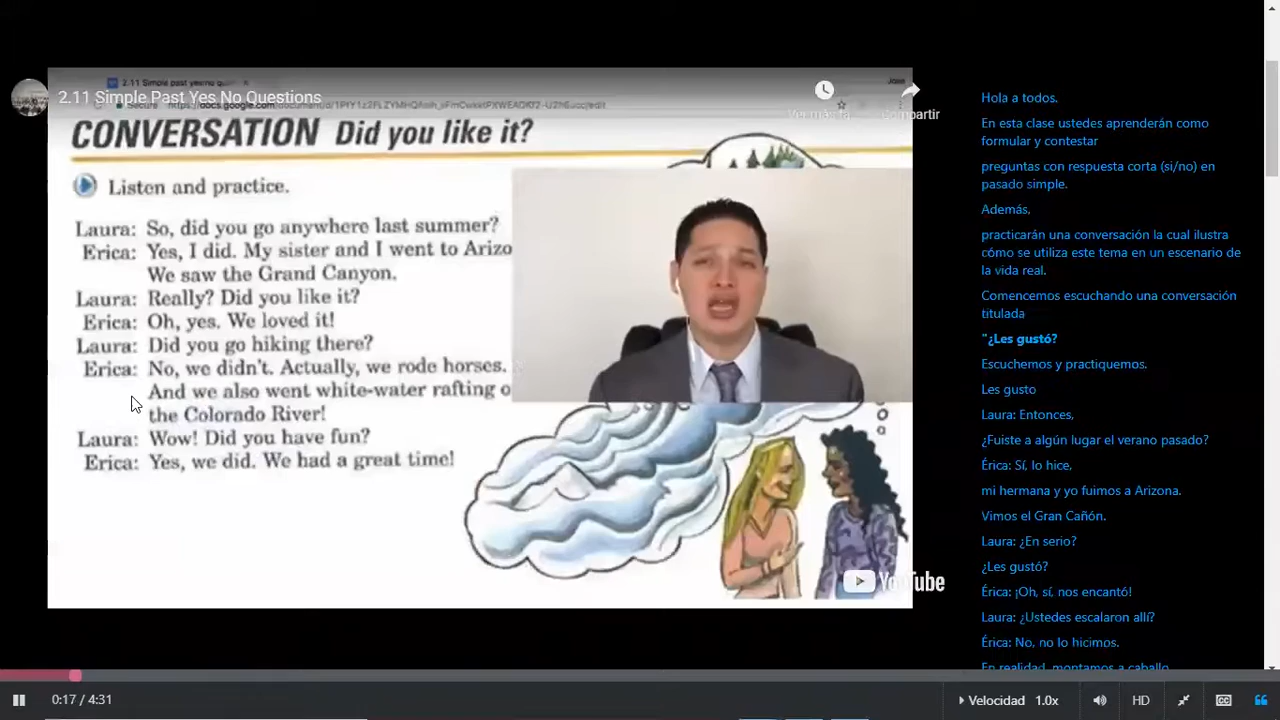 2.11 Simple Past Yes No Questions
Compartir
CONVERSATION Did you like it?
Listen and practice.
Laura: So, did you go anywhere last summer?
Erica: Yes, I did. My sister and I went to Arizo
We saw the Grand Canyon.
Laura: Really? Did you like it?
Erica: Oh, yes. We loved it!
Laura: Did you go hiking there?
Erica: No, we didn't. Actually, we rode horses.
And we also went white-water rafting o
the Colorado River!
Laura: Wow! Did you have fun?
Erica: Yes, we did. We had a great time!
YouTube
Hola a todos.
En esta clase ustedes aprenderán como
formular y contestar
preguntas con respuesta corta (si/no) en
pasado simple.
Además,
practicarán una conversación la cual ilustra
cómo se utiliza este tema en un escenario de
la vida real.
Comencemos escuchando una conversación
titulada
"¿Les gustó?
Escuchemos y practiquemos.
Les gusto
Laura: Entonces,
¿Fuiste a algún lugar el verano pasado?
Érica: Sí, lo hice,
mi hermana y yo fuimos a Arizona.
Vimos el Gran Cañón.
Laura: ¿En serio?
¿Les gustó?
Érica: ¡Oh, sí, nos encantó!
Laura: ¿Ustedes escalaron allí?
Érica: No, no lo hicimos.
En realidad, montamos a caballo
0:17 / 4:31
Velocidad 1.0x
HD
CC